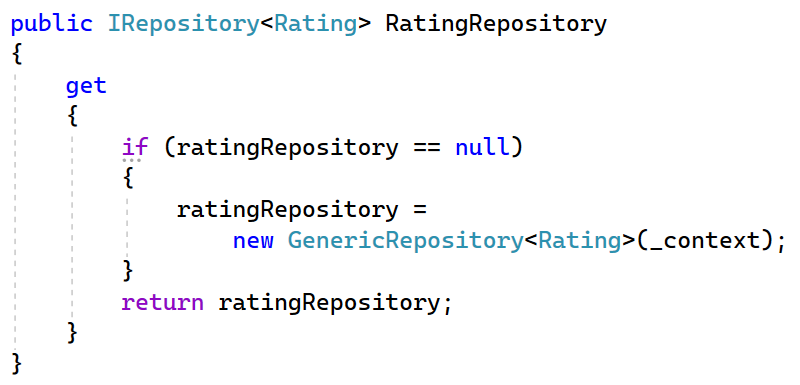 public IRepository<Rating> RatingRepository
{
    get
    {
        if (ratingRepository == null)
        {
            ratingRepository =
                new GenericRepository<Rating>(_context);
        }
        return ratingRepository;
    }
}